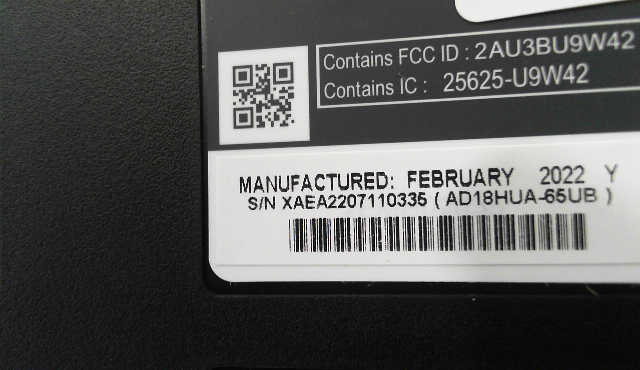 Contains FCC ID : 2AU3BU9W42
Contains IC : 25625-U9W42
MANUFACTURED: FEBRUARY 2022 Y
S/N XAEA2207110335 ( AD18HUA-65UB )